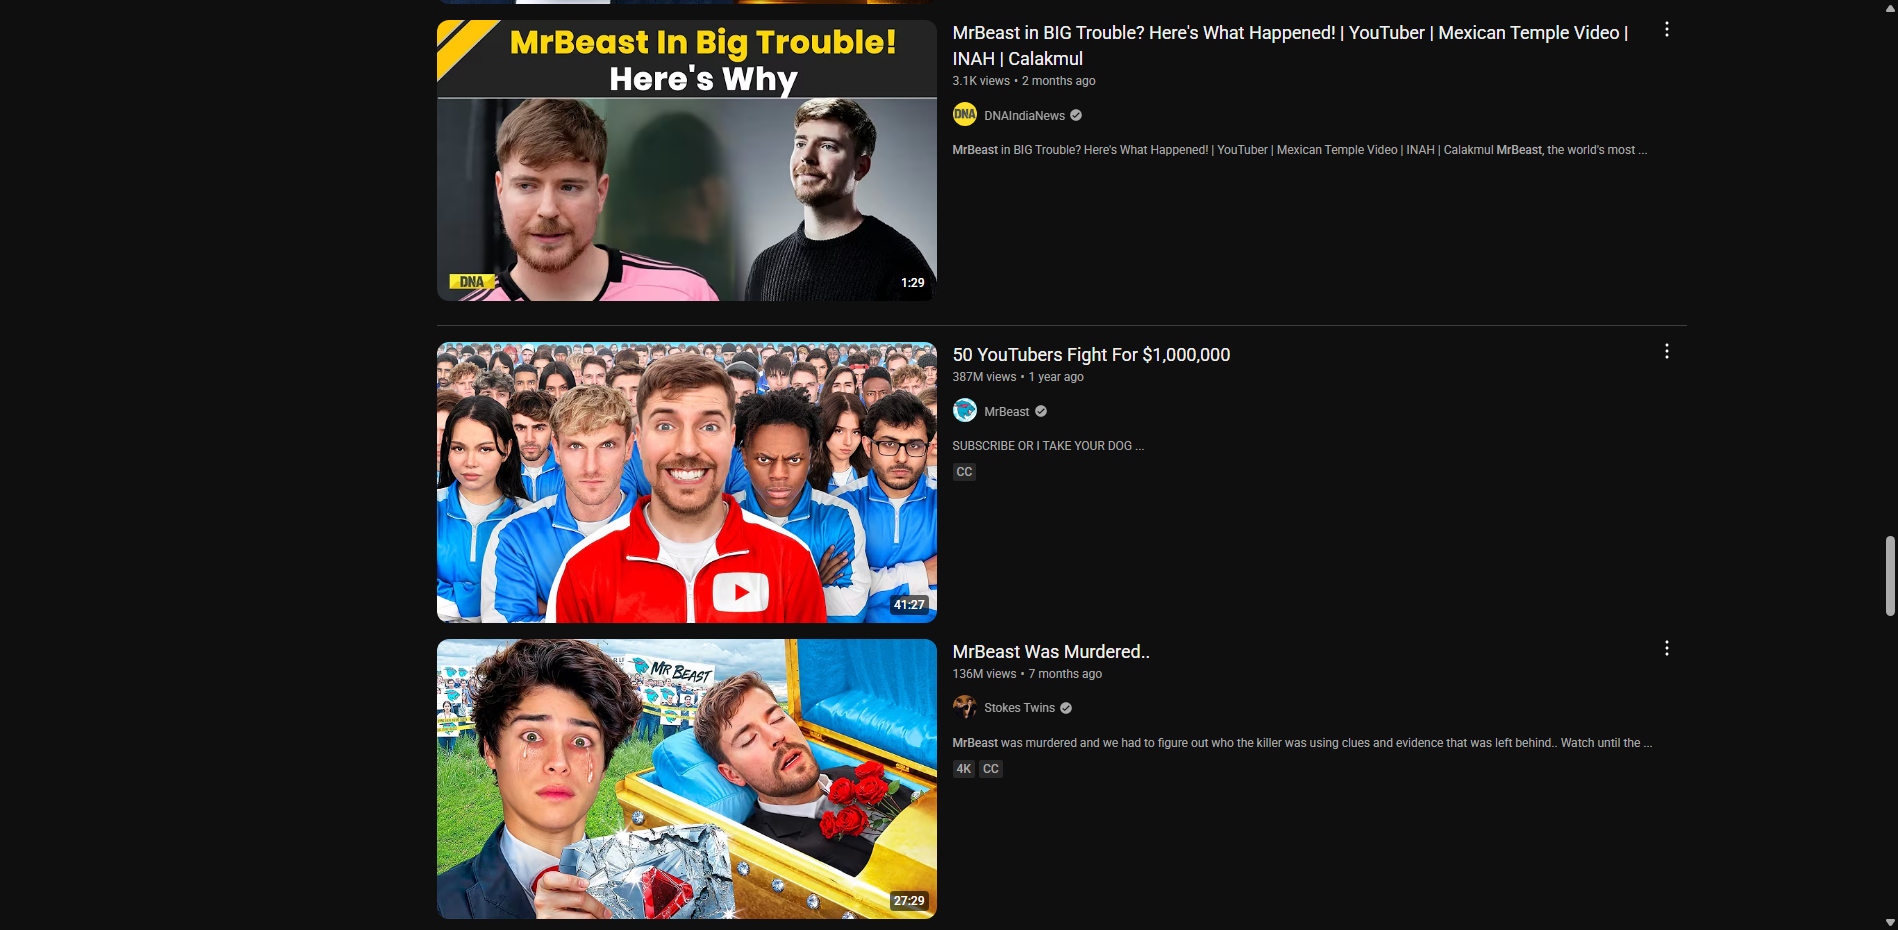 MrBeast In Big Trouble!
Here's Why
DNA
1:29
MrBeast in BIG Trouble? Here's What Happened! | YouTuber | Mexican Temple Video |
INAH | Calakmul
3.1K views • 2 months ago
DNA
DNAIndiaNews
MrBeast in BIG Trouble? Here's What Happened! | YouTuber | Mexican Temple Video | INAH | Calakmul MrBeast, the world's most ...
41:27
50 YouTubers Fight For $1,000,000
387M views • 1 year ago
MrBeast
SUBSCRIBE OR I TAKE YOUR DOG ...
CC
MR BEAST
27:29
MrBeast Was Murdered..
136M views • 7 months ago
Stokes Twins
MrBeast was murdered and we had to figure out who the killer was using clues and evidence that was left behind.. Watch until the ...
4K CC